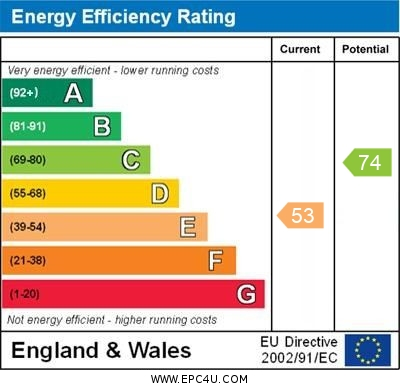 Energy Efficiency Rating
Current Potential
Very energy efficient - lower running costs
(92+) A
(81-91) B
(69-80) C
74
(55-68) D
(39-54) E
53
(21-38) F
(1-20) G
Not energy efficient - higher running costs
England & Wales
EU Directive
2002/91/EC
WWW.EPC4U.COM